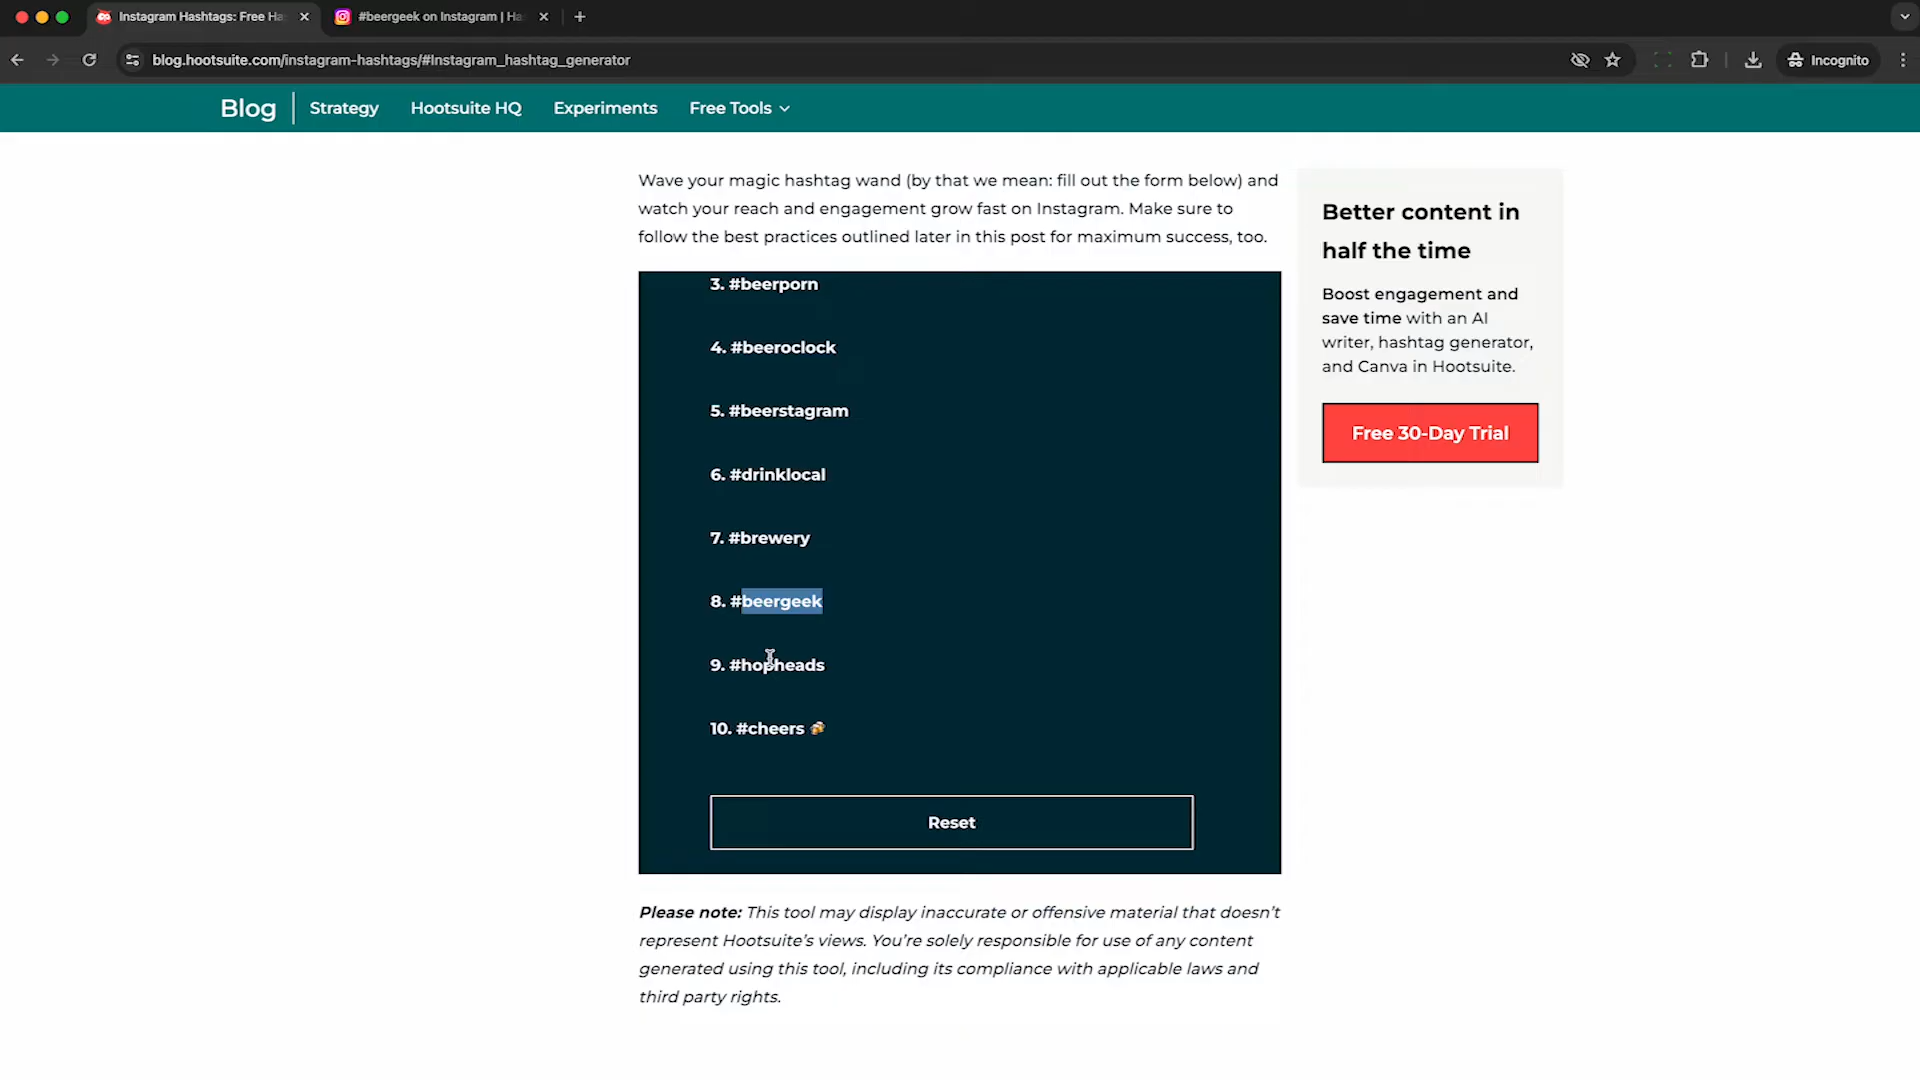 Instagram Hashtags: Free Ha
#beergeek on Instagram | Ha
blog.hootsuite.com/instagram-hashtags/#Instagram_hashtag_generator
Incognito
Blog
Strategy
Hootsuite HQ
Experiments
Free Tools
Wave your magic hashtag wand (by that we mean: fill out the form below) and
watch your reach and engagement grow fast on Instagram. Make sure to
follow the best practices outlined later in this post for maximum success, too.
3. #beerporn
4. #beeroclock
5. #beerstagram
6. #drinklocal
7. #brewery
8. #beergeek
9. #hopheads
10. #cheers 🍻
Reset
Please note: This tool may display inaccurate or offensive material that doesn’t
represent Hootsuite’s views. You’re solely responsible for use of any content
generated using this tool, including its compliance with applicable laws and
third party rights.
Better content in
half the time
Boost engagement and
save time with an AI
writer, hashtag generator,
and Canva in Hootsuite.
Free 30-Day Trial